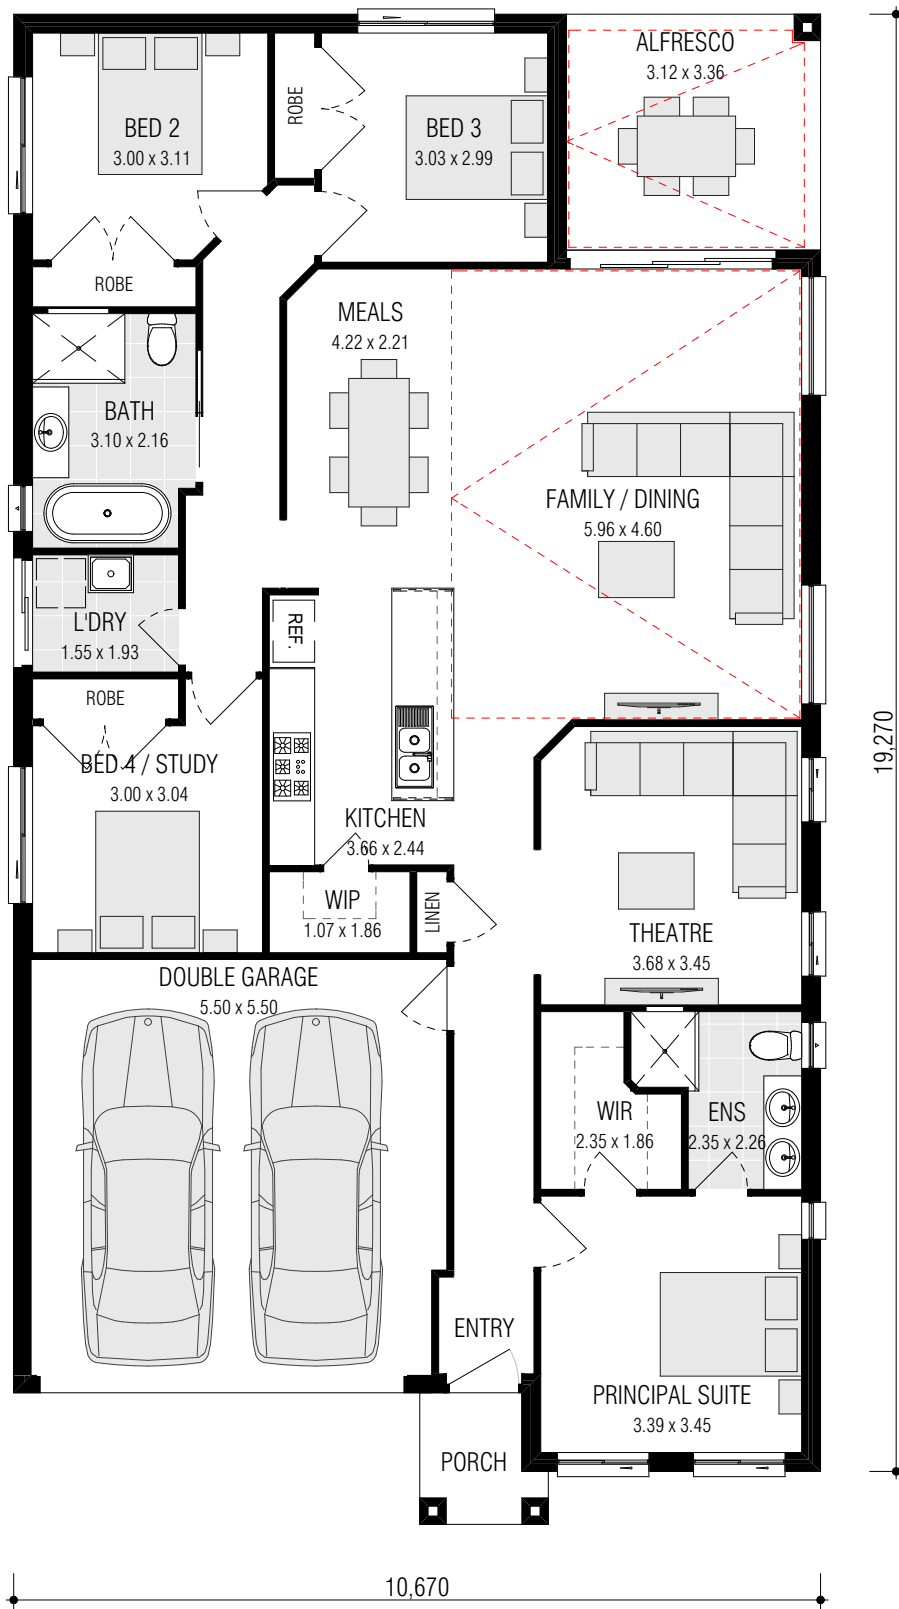 ALFRESCO
3.12 x 3.36
BED 2
3.00 x 3.11
ROBE
BED 3
3.03 x 2.99
ROBE
MEALS
4.22 x 2.21
BATH
3.10 x 2.16
FAMILY / DINING
5.96 x 4.60
L'DRY
1.55 x 1.93
REF.
ROBE
BED 4 / STUDY
3.00 x 3.04
19,270
KITCHEN
3.66 x 2.44
WIP
1.07 x 1.86
LINEN
THEATRE
3.68 x 3.45
DOUBLE GARAGE
5.50 x 5.50
WIR
2.35 x 1.86
ENS
2.35 x 2.26
ENTRY
PRINCIPAL SUITE
3.39 x 3.45
PORCH
10,670